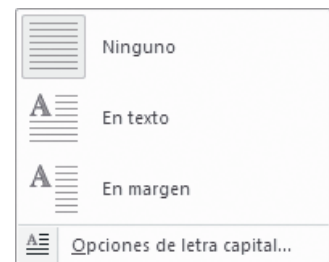 Ninguno
A
En texto
A
En margen
A
Opciones de letra capital...